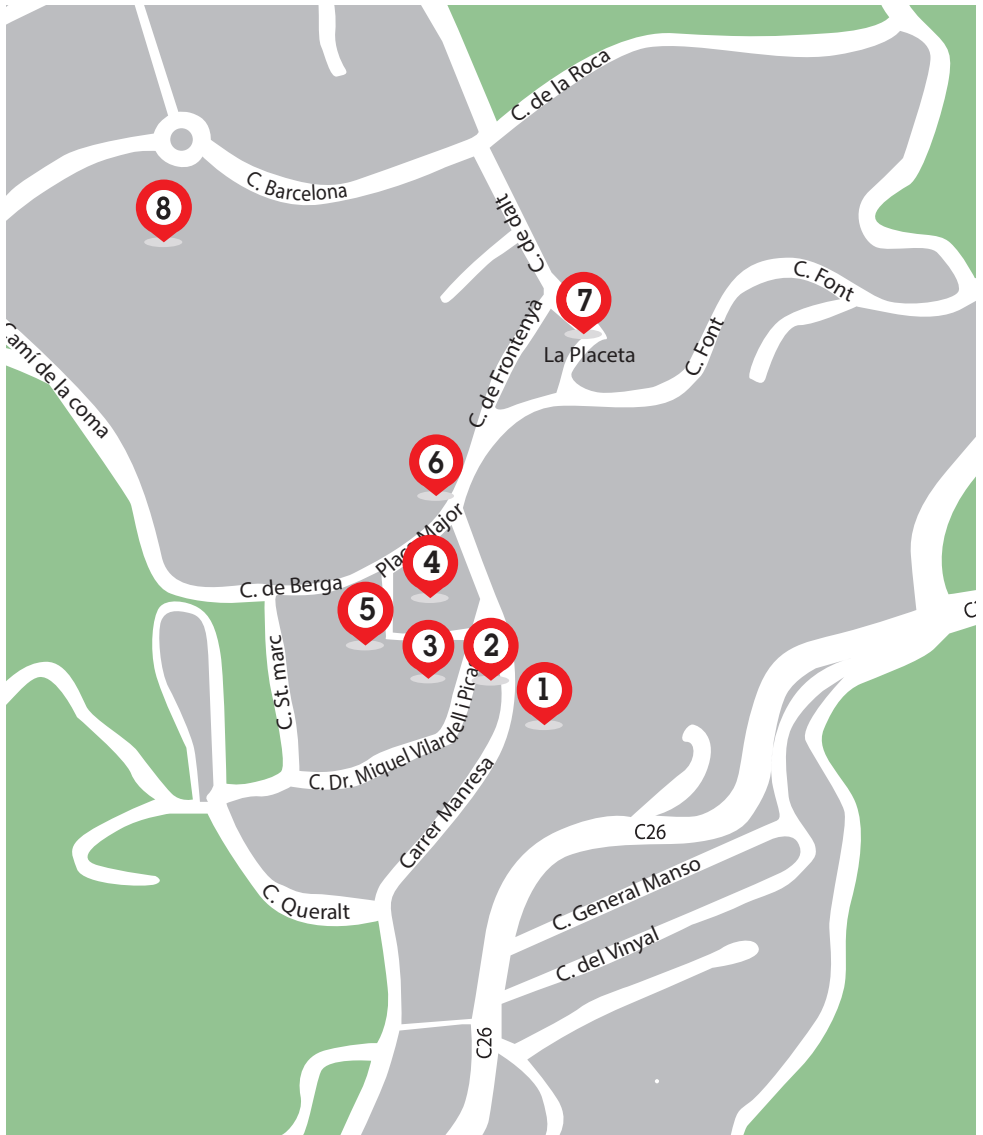 C. de la Roca
C. Barcelona
8
C. de dalt
C. Font
7
La Placeta
C. Font
C. de Frontenyà
Camí de la coma
6
Plaça Major
4
C. de Berga
5
3
2
1
C. St. marc
C. Dr. Miquel Vilardell i Pica
Carrer Manresa
C26
C. General Manso
C. Queralt
C. del Vinyal
C26